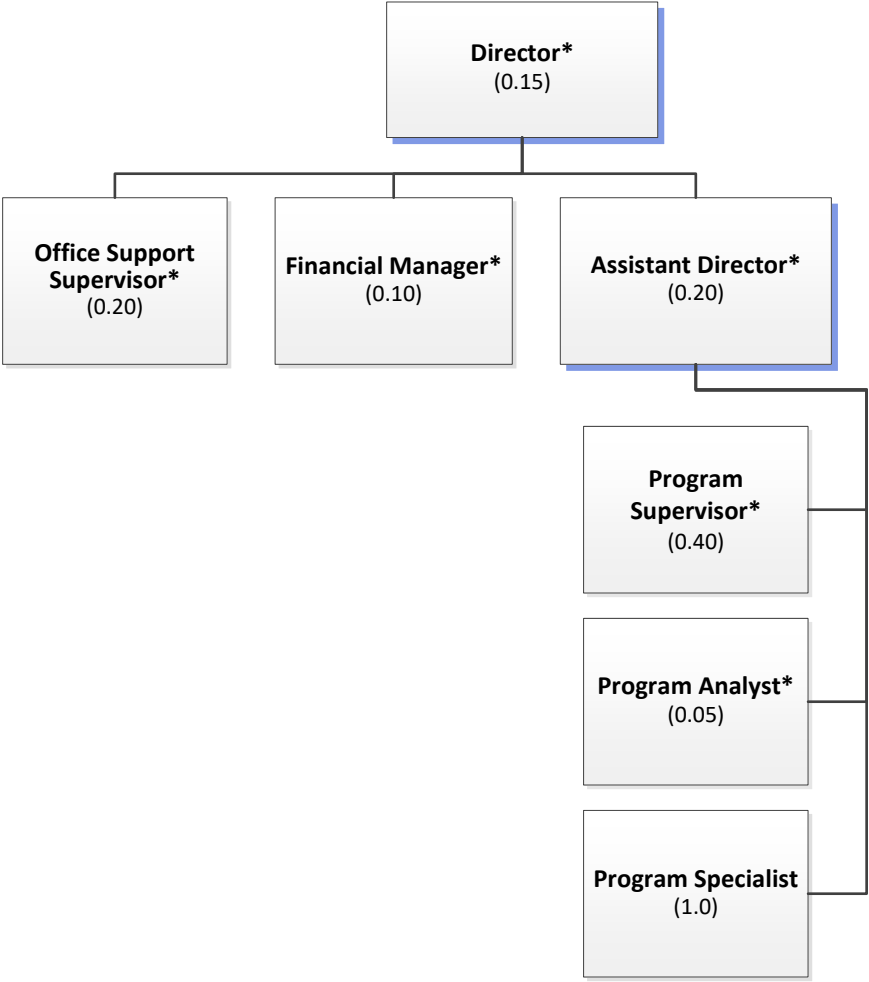 Director*
(0.15)
Office Support
Supervisor*
(0.20)
Financial Manager*
(0.10)
Assistant Director*
(0.20)
Program
Supervisor*
(0.40)
Program Analyst*
(0.05)
Program Specialist
(1.0)